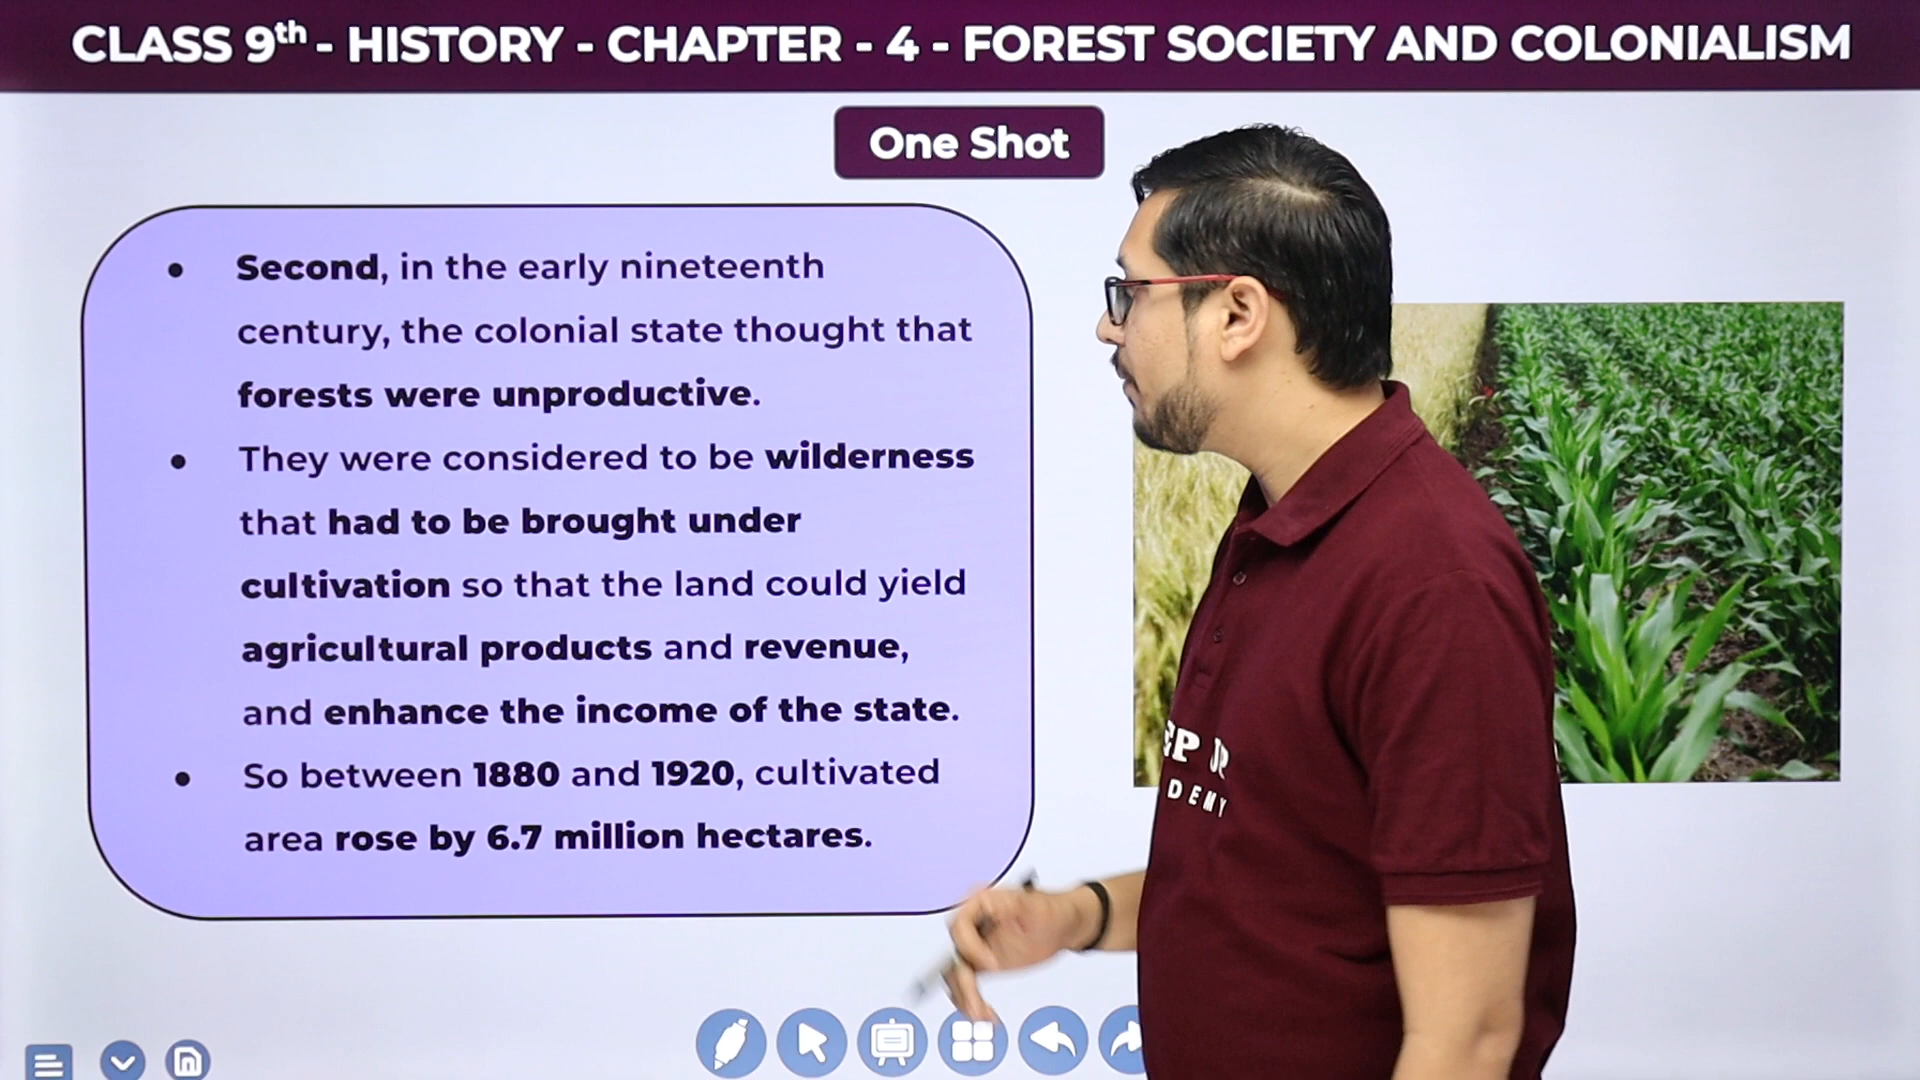 CLASS 9th - HISTORY - CHAPTER - 4 - FOREST SOCIETY AND COLONIALISM
One Shot
• Second, in the early nineteenth
century, the colonial state thought that
forests were unproductive.
• They were considered to be wilderness
that had to be brought under
cultivation so that the land could yield
agricultural products and revenue,
and enhance the income of the state.
• So between 1880 and 1920, cultivated
area rose by 6.7 million hectares.